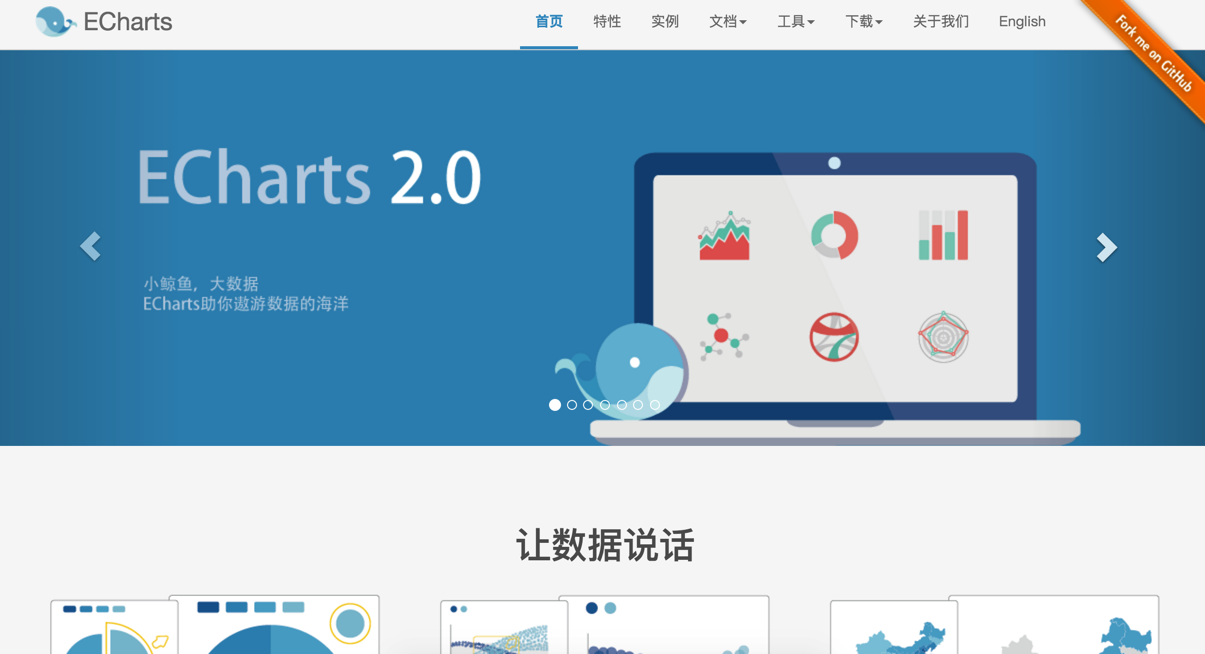 ECharts
首页 特性 实例 文档 工具 下载 关于我们 English
Fork me on GitHub
ECharts 2.0
小鲸鱼，大数据
ECharts助你遨游数据的海洋
让数据说话